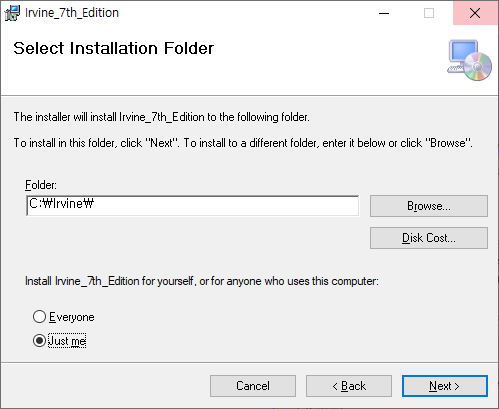 Irvine_7th_Edition
Select Installation Folder
The installer will install Irvine_7th_Edition to the following folder.
To install in this folder, click "Next". To install to a different folder, enter it below or click "Browse".
Folder:
C:₩Irvine₩
Browse...
Disk Cost...
Install Irvine_7th_Edition for yourself, or for anyone who uses this computer:
Everyone
Just me
Cancel
< Back
Next >